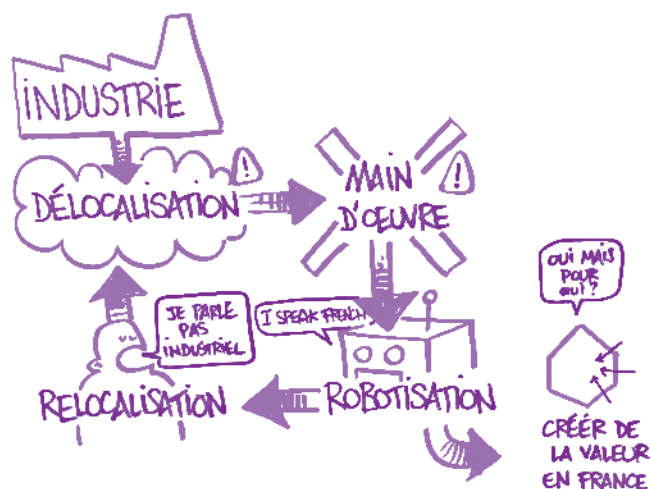 INDUSTRIE
DÉLOCALISATION
!
MAIN
D'OEUVRE
!
OUI MAIS
POUR
QUI ?
JE PARLE
PAS
INDUSTRIEL
I SPEAK FRENCH
RELOCALISATION
ROBOTISATION
CRÉÉR DE
LA VALEUR
EN FRANCE